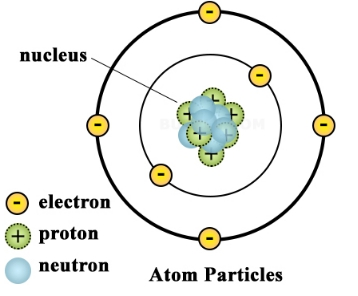 nucleus
electron
proton
neutron
Atom Particles